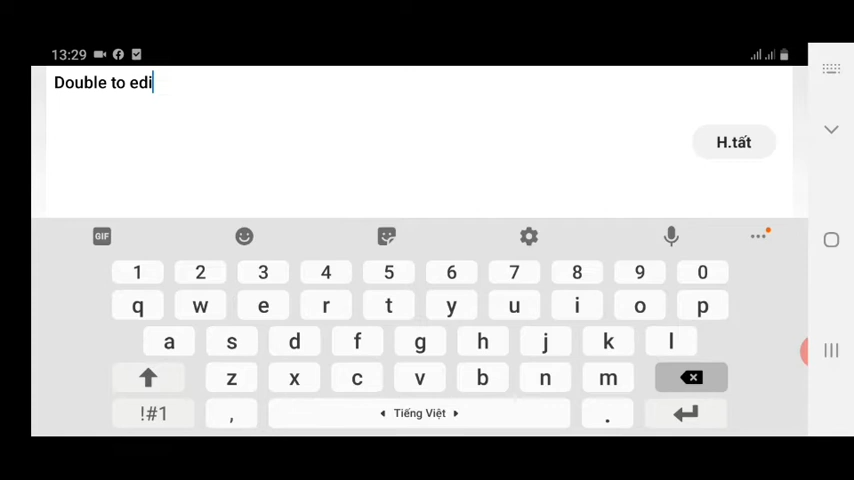 13:29
Double to edi
H.tất
GIF
1 2 3 4 5 6 7 8 9 0
q w e r t y u i o p
a s d f g h j k l
z x c v b n m
!#1 , Tiếng Việt .